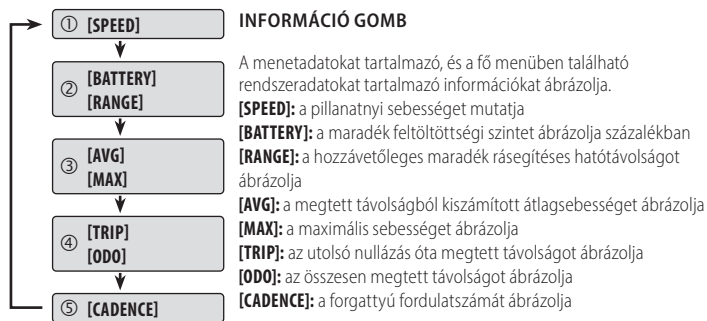 ① [SPEED]
② [BATTERY]
[RANGE]
③ [AVG]
[MAX]
④ [TRIP]
[ODO]
⑤ [CADENCE]
INFORMÁCIÓ GOMB
A menetadatokat tartalmazó, és a fő menüben található
rendszeradatokat tartalmazó információkat ábrázolja.
[SPEED]: a pillanatnyi sebességet mutatja
[BATTERY]: a maradék feltöltöttségi szintet ábrázolja százalékban
[RANGE]: a hozzávetőleges maradék rásegítéses hatótávolságot
ábrázolja
[AVG]: a megtett távolságból kiszámított átlagsebességet ábrázolja
[MAX]: a maximális sebességet ábrázolja
[TRIP]: az utolsó nullázás óta megtett távolságot ábrázolja
[ODO]: az összesen megtett távolságot ábrázolja
[CADENCE]: a forgattyú fordulatszámát ábrázolja